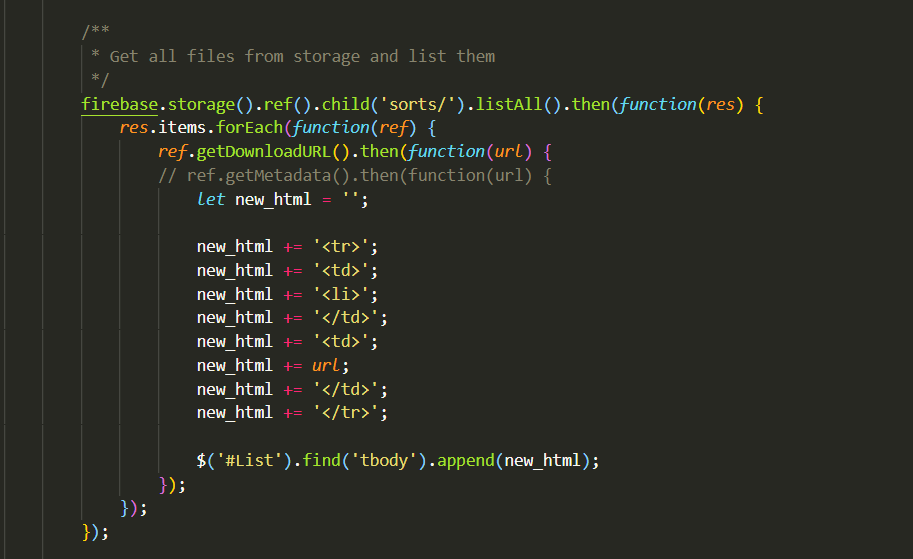 /**
* Get all files from storage and list them
*/
firebase.storage().ref().child('sorts/').listAll().then(function(res) {
res.items.forEach(function(ref) {
ref.getDownloadURL().then(function(url) {
// ref.getMetadata().then(function(url) {
let new_html = '';
new_html += '<tr>';
new_html += '<td>';
new_html += '<li>';
new_html += '</td>';
new_html += '<td>';
new_html += url;
new_html += '</td>';
new_html += '</tr>';
$('#List').find('tbody').append(new_html);
});
});
});